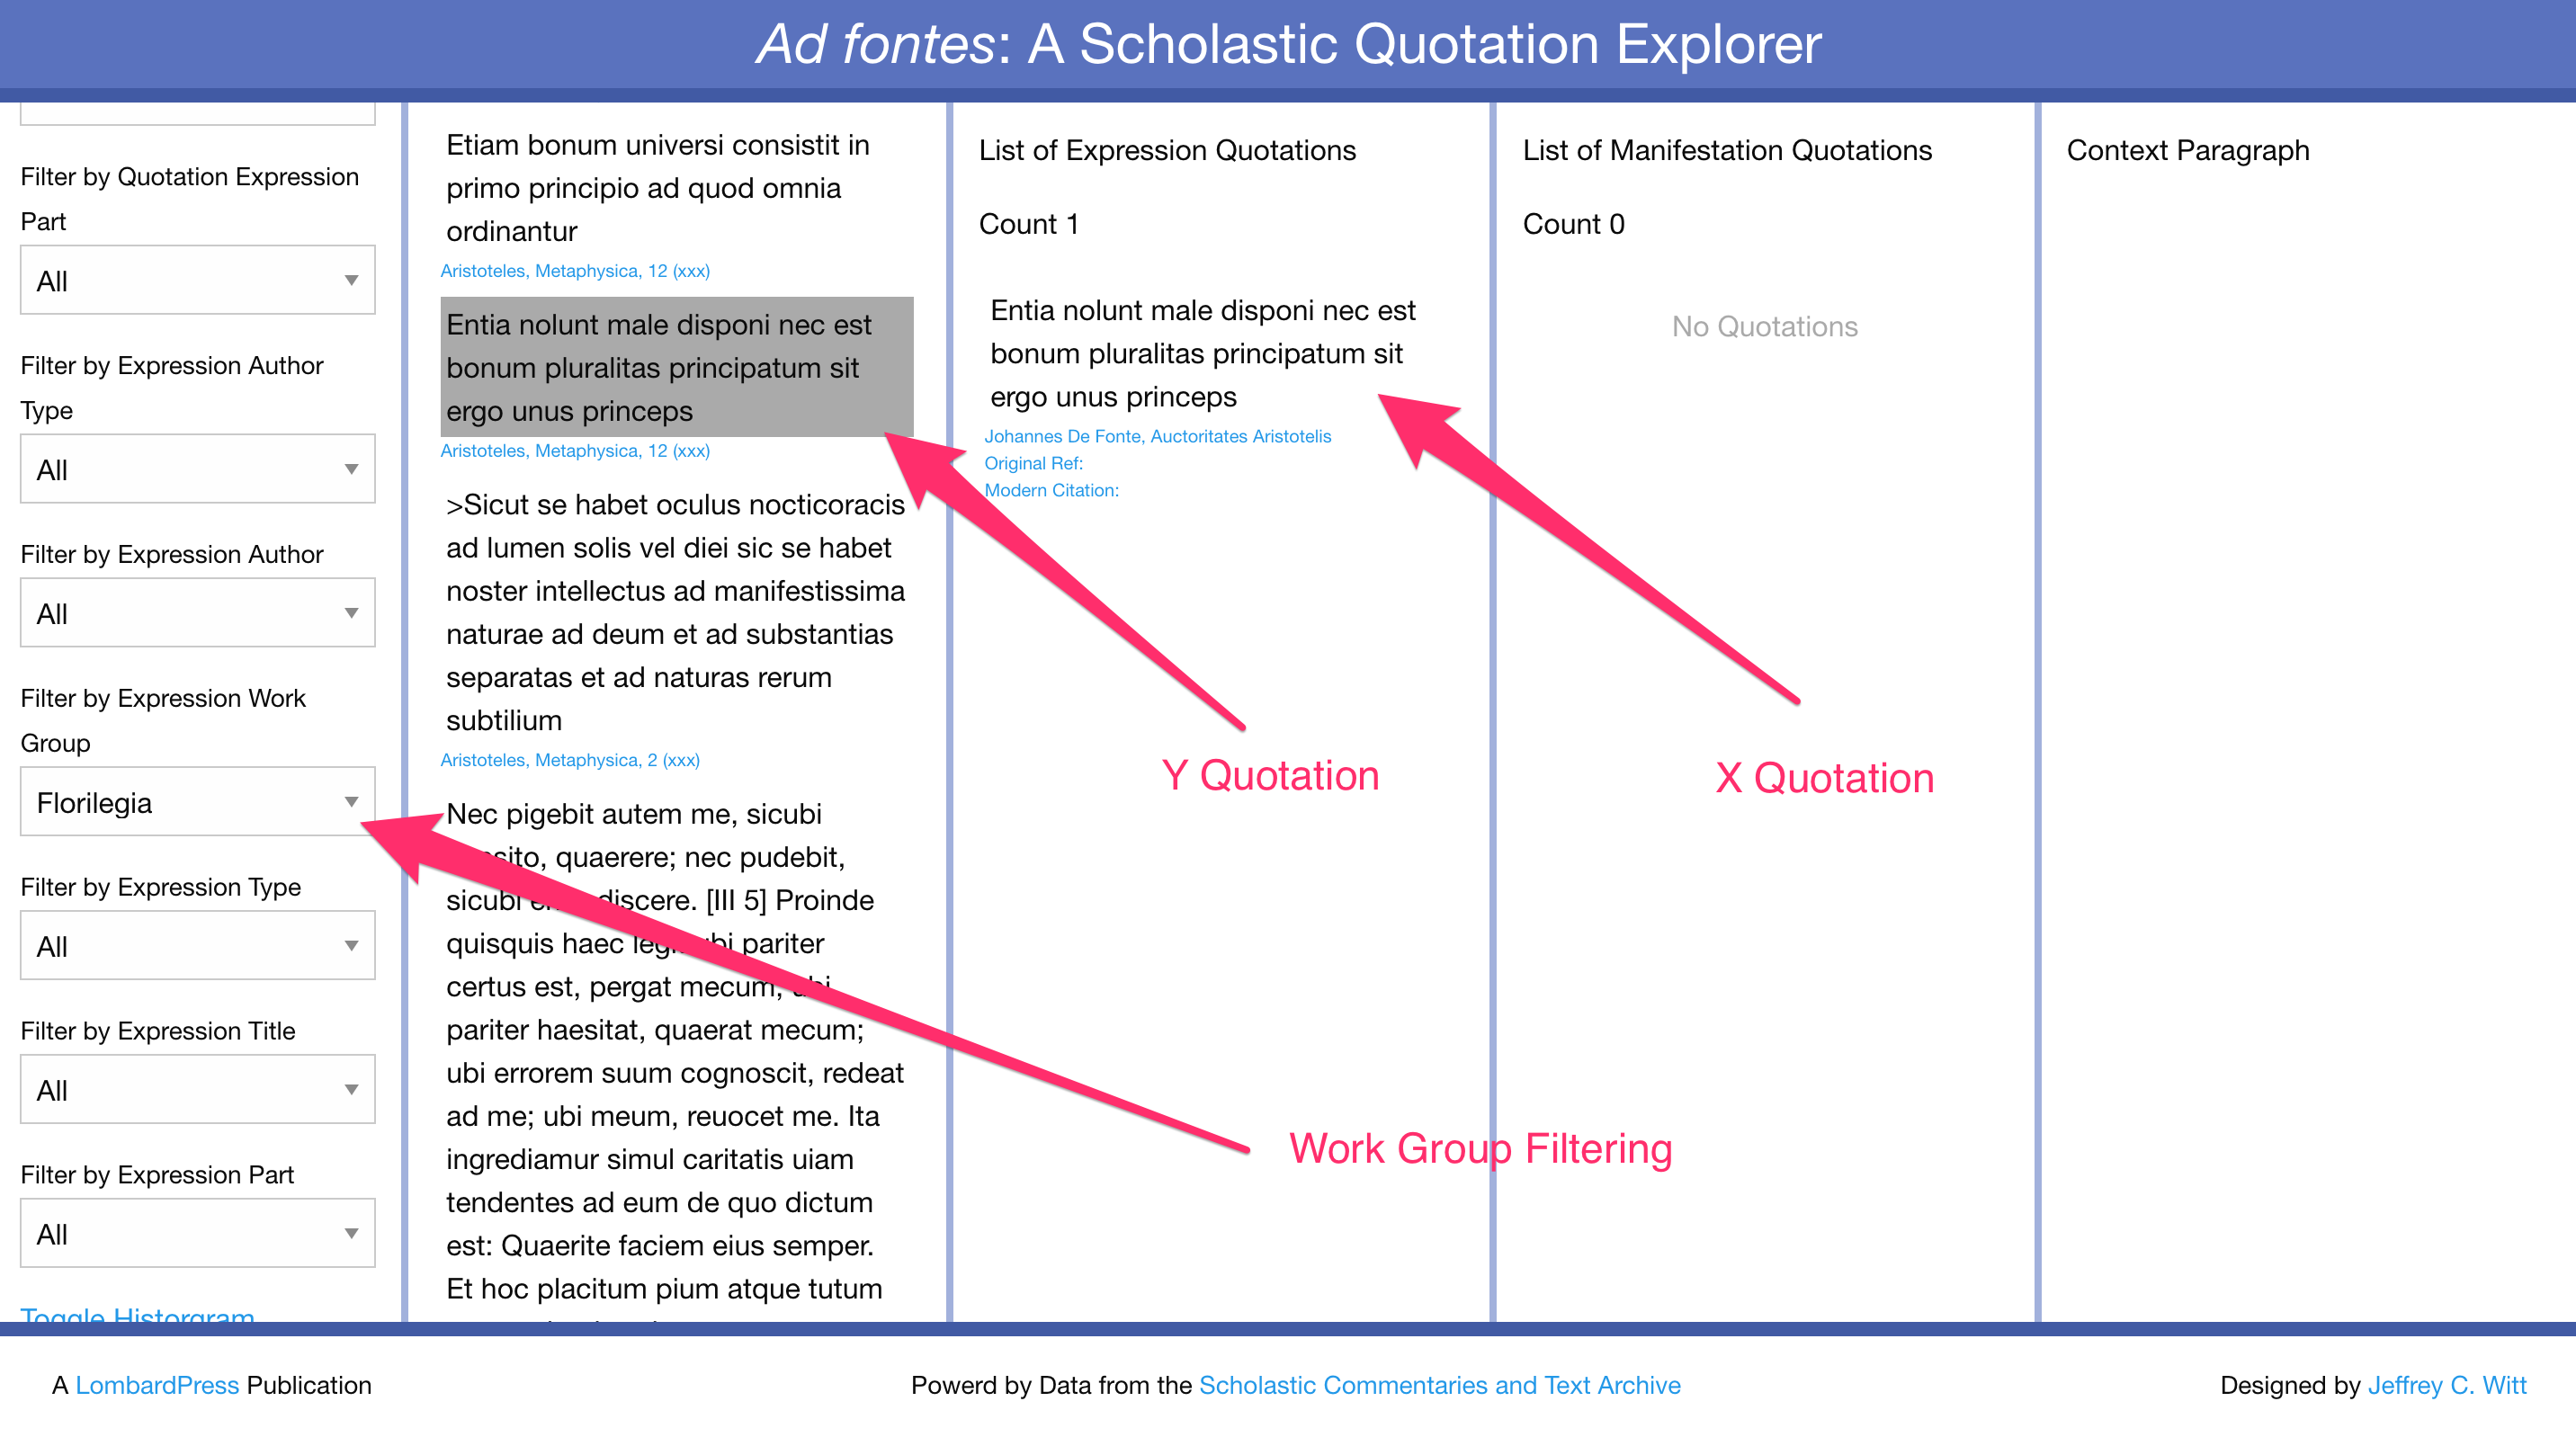 Ad fontes: A Scholastic Quotation Explorer
Filter by Quotation Expression
Part
All
Filter by Expression Author
Type
All
Filter by Expression Author
All
Filter by Expression Work
Group
Florilegia
Filter by Expression Type
All
Filter by Expression Title
All
Filter by Expression Part
All
Toggle Historgram
Etiam bonum universi consistit in
primo principio ad quod omnia
ordinantur
Aristoteles, Metaphysica, 12 (xxx)
Entia nolunt male disponi nec est
bonum pluralitas principatum sit
ergo unus princeps
Aristoteles, Metaphysica, 12 (xxx)
>Sicut se habet oculus nocticoracis
ad lumen solis vel diei sic se habet
noster intellectus ad manifestissima
naturae ad deum et ad substantias
separatas et ad naturas rerum
subtilium
Aristoteles, Metaphysica, 2 (xxx)
Nec pigebit autem me, sicubi
quaerere; nec pudebit,
sicubi discere. [III 5] Proinde
quisquis haec pariter
certus est, pergat mecum;
pariter haesitat, quaerat mecum;
ubi errorem suum cognoscit, redeat
ad me; ubi meum, reuocet me. Ita
ingrediamur simul caritatis uiam
tendentes ad eum de quo dictum
est: Quaerite faciem eius semper.
Et hoc placitum pium atque tutum
List of Expression Quotations
Count 1
Entia nolunt male disponi nec est
bonum pluralitas principatum sit
ergo unus princeps
Johannes De Fonte, Auctoritates Aristotelis
Original Ref:
Modern Citation:
List of Manifestation Quotations
Count 0
No Quotations
Context Paragraph
Y Quotation
X Quotation
Work Group Filtering
A LombardPress Publication
Powerd by Data from the Scholastic Commentaries and Text Archive
Designed by Jeffrey C. Witt